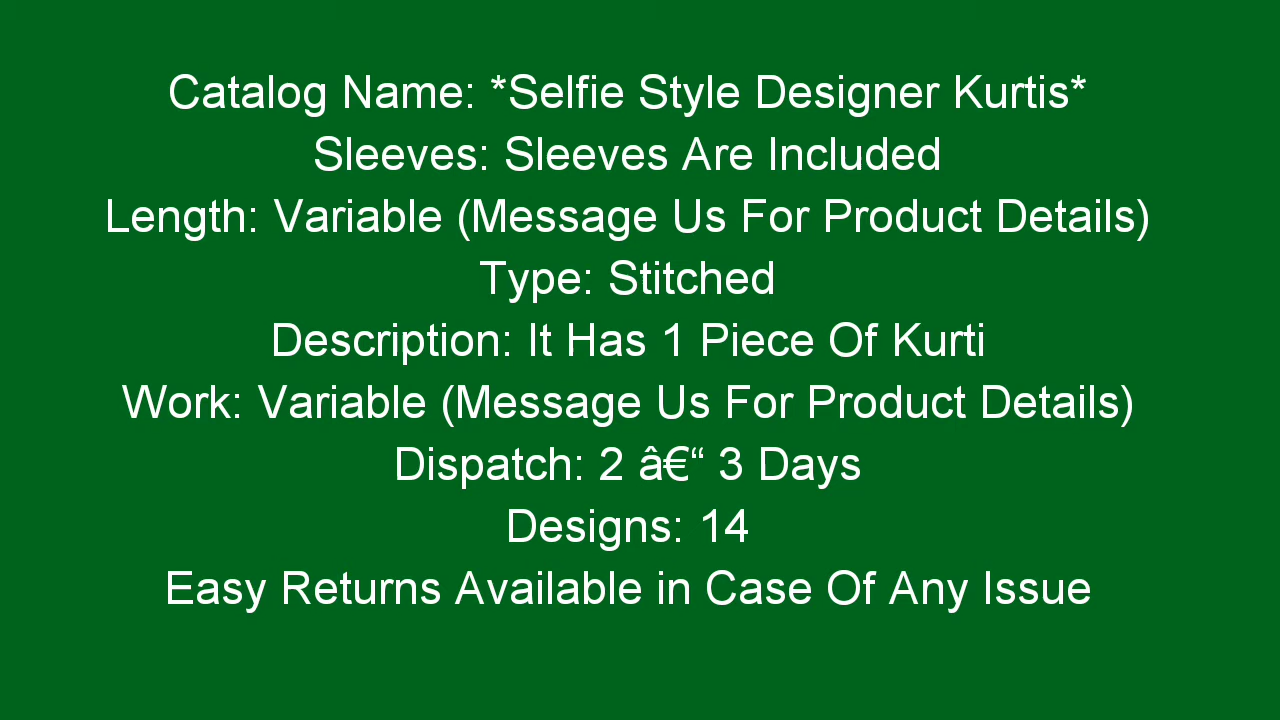 Catalog Name: *Selfie Style Designer Kurtis*
Sleeves: Sleeves Are Included
Length: Variable (Message Us For Product Details)
Type: Stitched
Description: It Has 1 Piece Of Kurti
Work: Variable (Message Us For Product Details)
Dispatch: 2 â€“ 3 Days
Designs: 14
Easy Returns Available in Case Of Any Issue